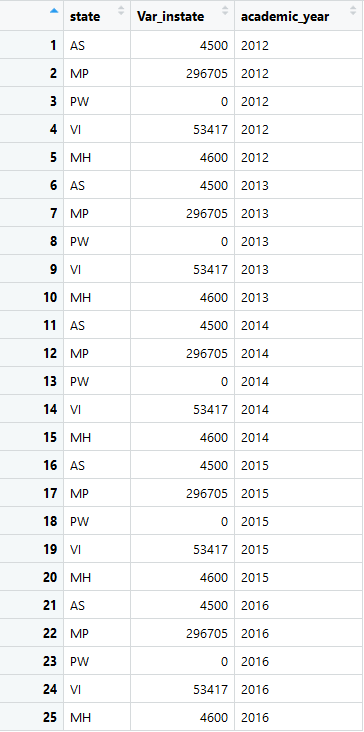 state Var_instate academic_year
1 AS 4500 2012
2 MP 296705 2012
3 PW 0 2012
4 VI 53417 2012
5 MH 4600 2012
6 AS 4500 2013
7 MP 296705 2013
8 PW 0 2013
9 VI 53417 2013
10 MH 4600 2013
11 AS 4500 2014
12 MP 296705 2014
13 PW 0 2014
14 VI 53417 2014
15 MH 4600 2014
16 AS 4500 2015
17 MP 296705 2015
18 PW 0 2015
19 VI 53417 2015
20 MH 4600 2015
21 AS 4500 2016
22 MP 296705 2016
23 PW 0 2016
24 VI 53417 2016
25 MH 4600 2016